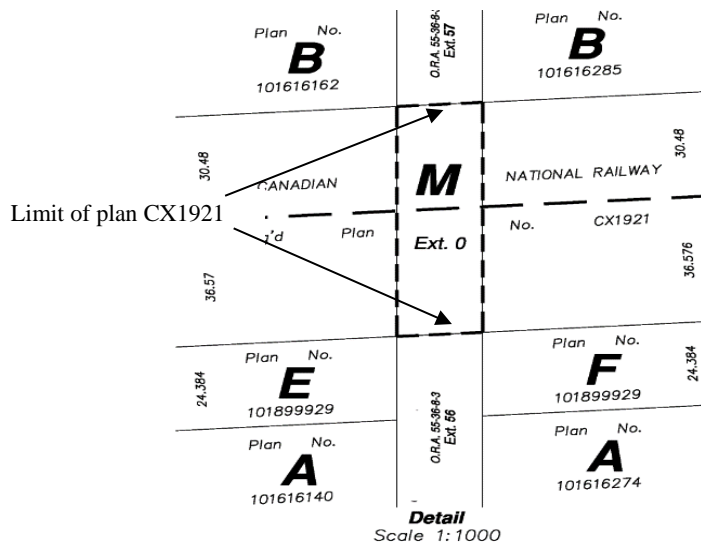 Plan No.
B
101616162
O.R.A. 55-36-8-3
Ext. 57
Plan No.
B
101616285
30.48
CANADIAN
M
NATIONAL RAILWAY
30.48
Limit of plan CX1921
Plan
Ext. 0
No. CX1921
36.57
36.576
Plan No.
E
101899929
24.384
O.R.A. 55-36-8-3
Ext. 56
Plan No.
F
101899929
24.384
Plan No.
A
101616140
Plan No.
A
101616274
Detail
Scale 1:1000